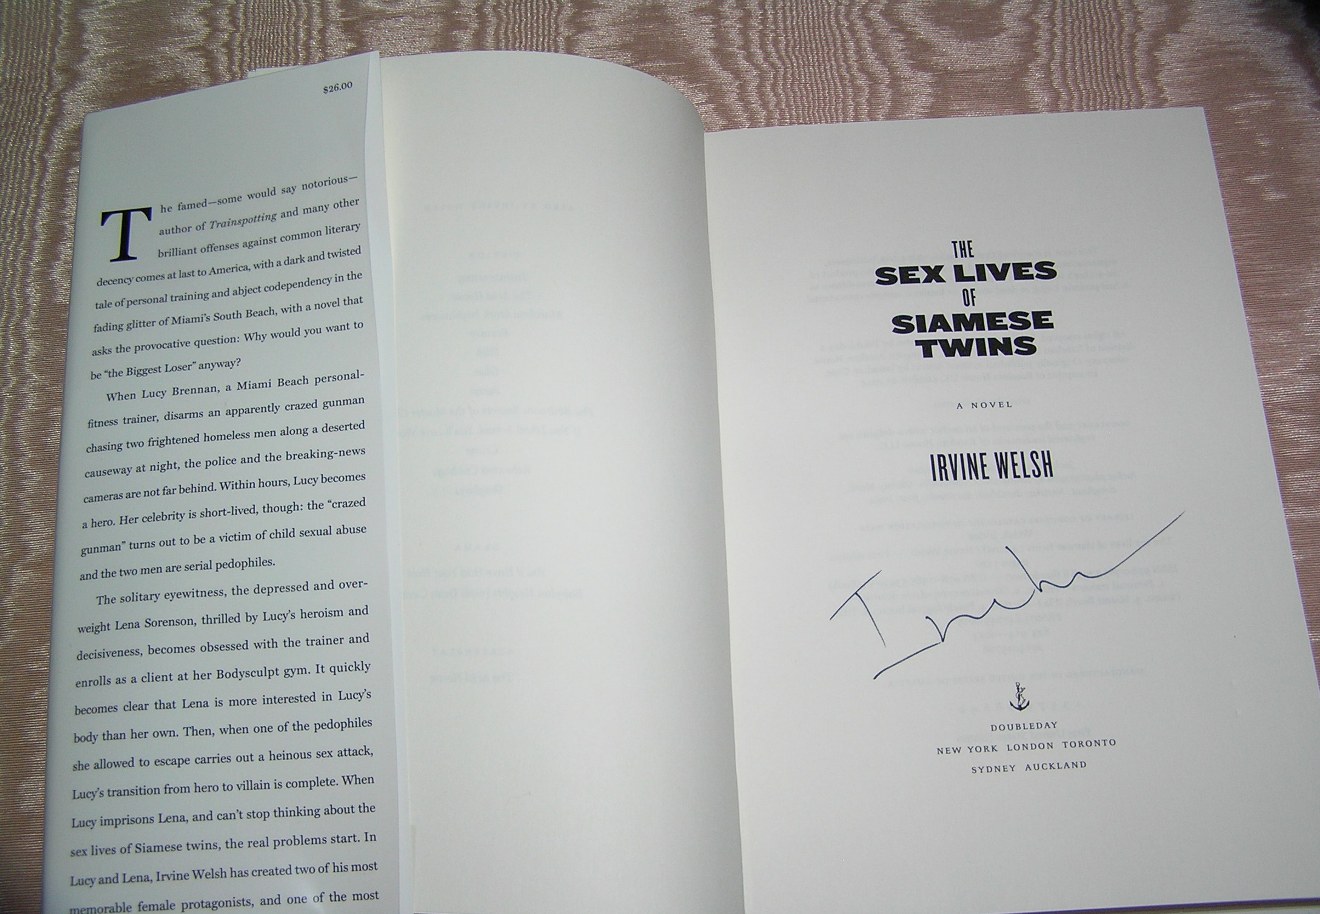 $26.00
The famed—some would say notorious—
author of Trainspotting and many other
brilliant offenses against common literary
decency comes at last to America, with a dark and twisted
tale of personal training and abject codependency in the
fading glitter of Miami's South Beach, with a novel that
asks the provocative question: Why would you want to
be "the Biggest Loser" anyway?
When Lucy Brennan, a Miami Beach personal-
fitness trainer, disarms an apparently crazed gunman
chasing two frightened homeless men along a deserted
causeway at night, the police and the breaking-news
cameras are not far behind. Within hours, Lucy becomes
a hero. Her celebrity is short-lived, though: the "crazed
gunman" turns out to be a victim of child sexual abuse
and the two men are serial pedophiles.
The solitary eyewitness, the depressed and over-
weight Lena Sorenson, thrilled by Lucy's heroism and
decisiveness, becomes obsessed with the trainer and
enrolls as a client at her Bodysculpt gym. It quickly
becomes clear that Lena is more interested in Lucy's
body than her own. Then, when one of the pedophiles
she allowed to escape carries out a heinous sex attack,
Lucy's transition from hero to villain is complete. When
Lucy imprisons Lena, and can't stop thinking about the
sex lives of Siamese twins, the real problems start. In
Lucy and Lena, Irvine Welsh has created two of his most
memorable female protagonists, and one of the most
THE
SEX LIVES
OF
SIAMESE
TWINS
A NOVEL
IRVINE WELSH
DOUBLEDAY
NEW YORK LONDON TORONTO
SYDNEY AUCKLAND